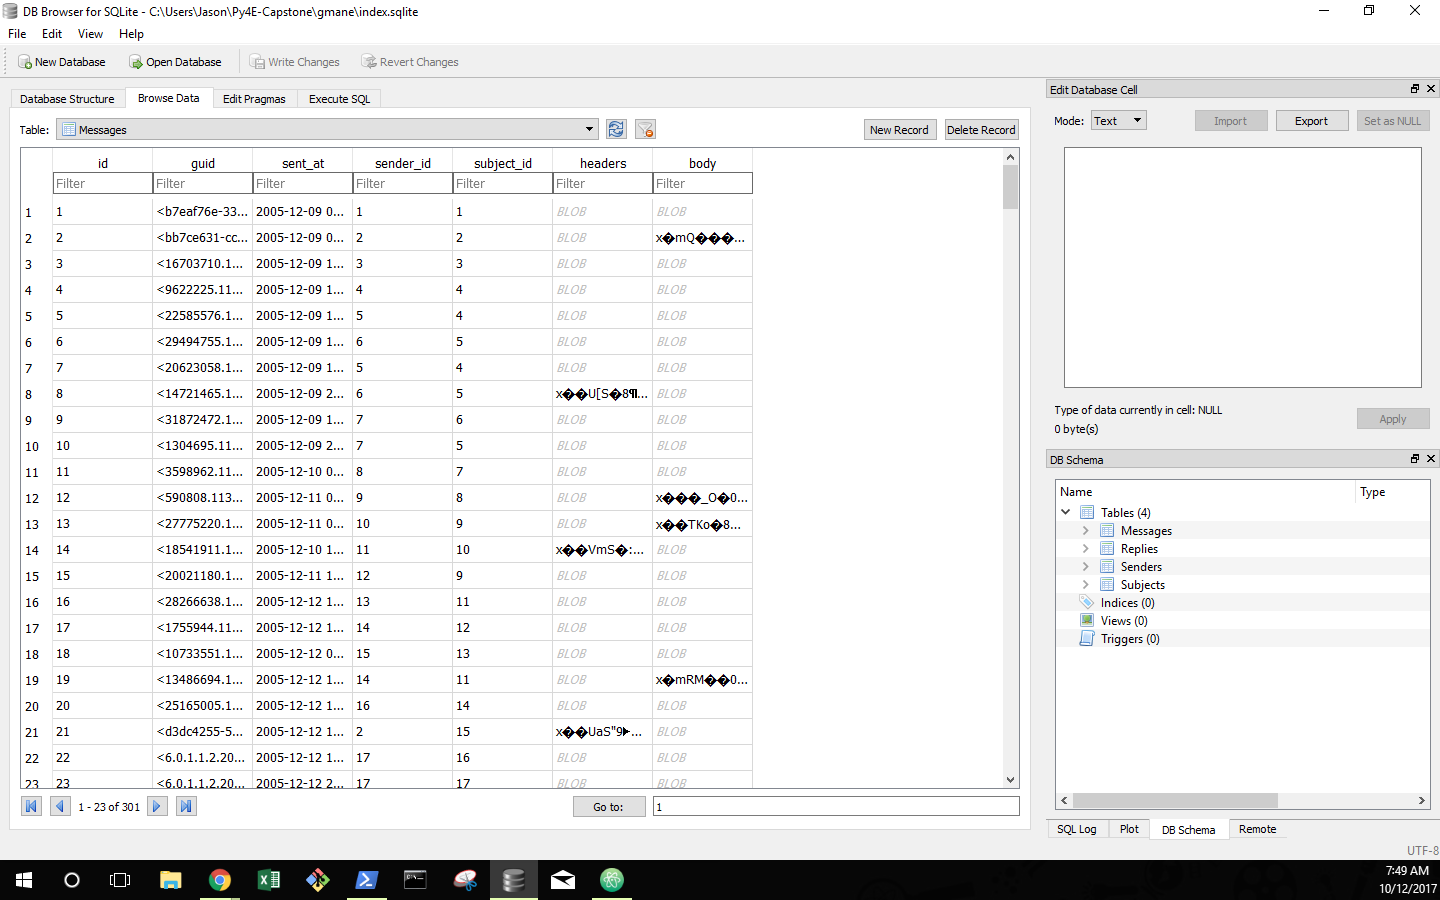 DB Browser for SQLite - C:\Users\Jason\Py4E-Capstone\gmane\index.sqlite
File Edit View Help
New Database Open Database Write Changes Revert Changes
Database Structure Browse Data Edit Pragmas Execute SQL
Table: Messages New Record Delete Record
id guid sent_at sender_id subject_id headers body
Filter Filter Filter Filter Filter Filter Filter
1 1 <b7eaf76e-33... 2005-12-09 0... 1 1 BLOB BLOB
2 2 <bb7ce631-cc... 2005-12-09 0... 2 2 BLOB x�mQ���...
3 3 <16703710.1... 2005-12-09 1... 3 3 BLOB BLOB
4 4 <9622225.11... 2005-12-09 1... 4 4 BLOB BLOB
5 5 <22585576.1... 2005-12-09 1... 5 4 BLOB BLOB
6 6 <29494755.1... 2005-12-09 1... 6 5 BLOB BLOB
7 7 <20623058.1... 2005-12-09 1... 5 4 BLOB BLOB
8 8 <14721465.1... 2005-12-09 2... 6 5 x��U[S�8¶... BLOB
9 9 <31872472.1... 2005-12-09 1... 7 6 BLOB BLOB
10 10 <1304695.11... 2005-12-09 2... 7 5 BLOB BLOB
11 11 <3598962.11... 2005-12-10 0... 8 7 BLOB BLOB
12 12 <590808.113... 2005-12-11 0... 9 8 BLOB x���_O�0...
13 13 <27775220.1... 2005-12-11 0... 10 9 BLOB x��TKo�8...
14 14 <18541911.1... 2005-12-10 1... 11 10 x��VmS�:... BLOB
15 15 <20021180.1... 2005-12-11 1... 12 9 BLOB BLOB
16 16 <28266638.1... 2005-12-12 1... 13 11 BLOB BLOB
17 17 <1755944.11... 2005-12-12 1... 14 12 BLOB BLOB
18 18 <10733551.1... 2005-12-12 0... 15 13 BLOB BLOB
19 19 <13486694.1... 2005-12-12 1... 14 11 BLOB x�mRM��0...
20 20 <25165005.1... 2005-12-12 1... 16 14 BLOB BLOB
21 21 <d3dc4255-5... 2005-12-12 1... 2 15 x��UaS"9▶... BLOB
22 22 <6.0.1.1.2.20... 2005-12-12 1... 17 16 BLOB BLOB
23 23 <6.0.1.1.2.20... 2005-12-12 2... 17 17 BLOB BLOB
1 - 23 of 301 Go to: 1
Edit Database Cell
Mode: Text Import Export Set as NULL
Type of data currently in cell: NULL
0 byte(s)
Apply
DB Schema
Name Type
Tables (4)
Messages
Replies
Senders
Subjects
Indices (0)
Views (0)
Triggers (0)
SQL Log Plot DB Schema Remote
UTF-8
7:49 AM
10/12/2017